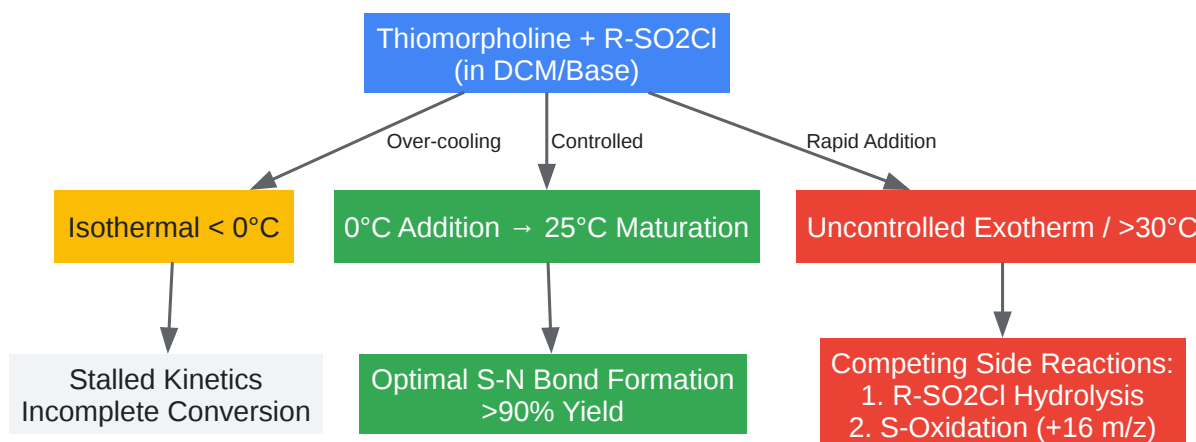 Thiomorpholine + R-SO2Cl
(in DCM/Base)
Over-cooling
Controlled
Rapid Addition
Isothermal < 0°C
0°C Addition → 25°C Maturation
Uncontrolled Exotherm / >30°C
Stalled Kinetics
Incomplete Conversion
Optimal S-N Bond Formation
>90% Yield
Competing Side Reactions:
1. R-SO2Cl Hydrolysis
2. S-Oxidation (+16 m/z)